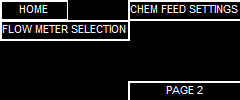 HOME
CHEM FEED SETTINGS
FLOW METER SELECTION
PAGE 2